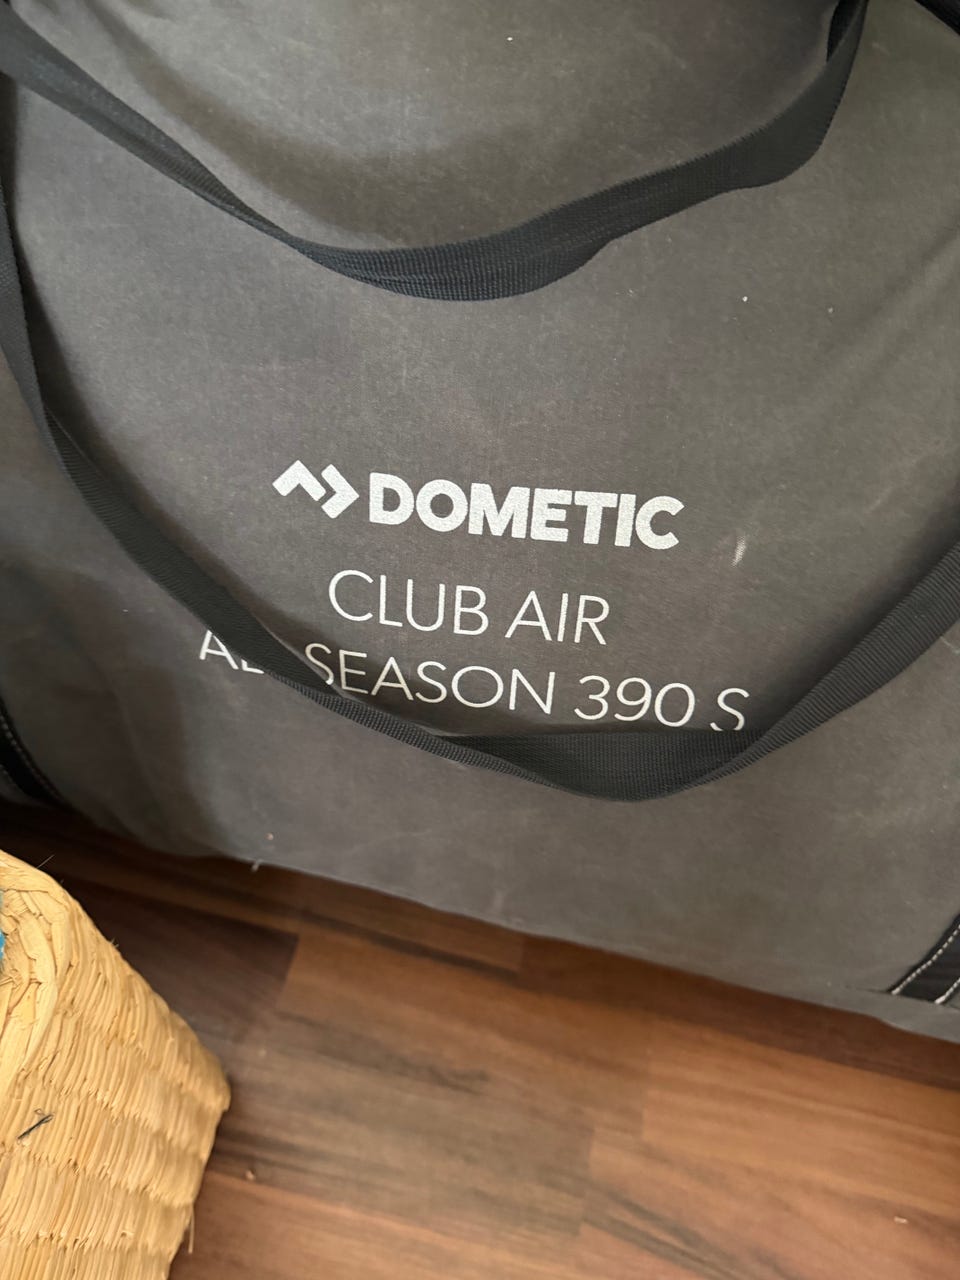 DOMETIC
CLUB AIR
SEASON 390 S